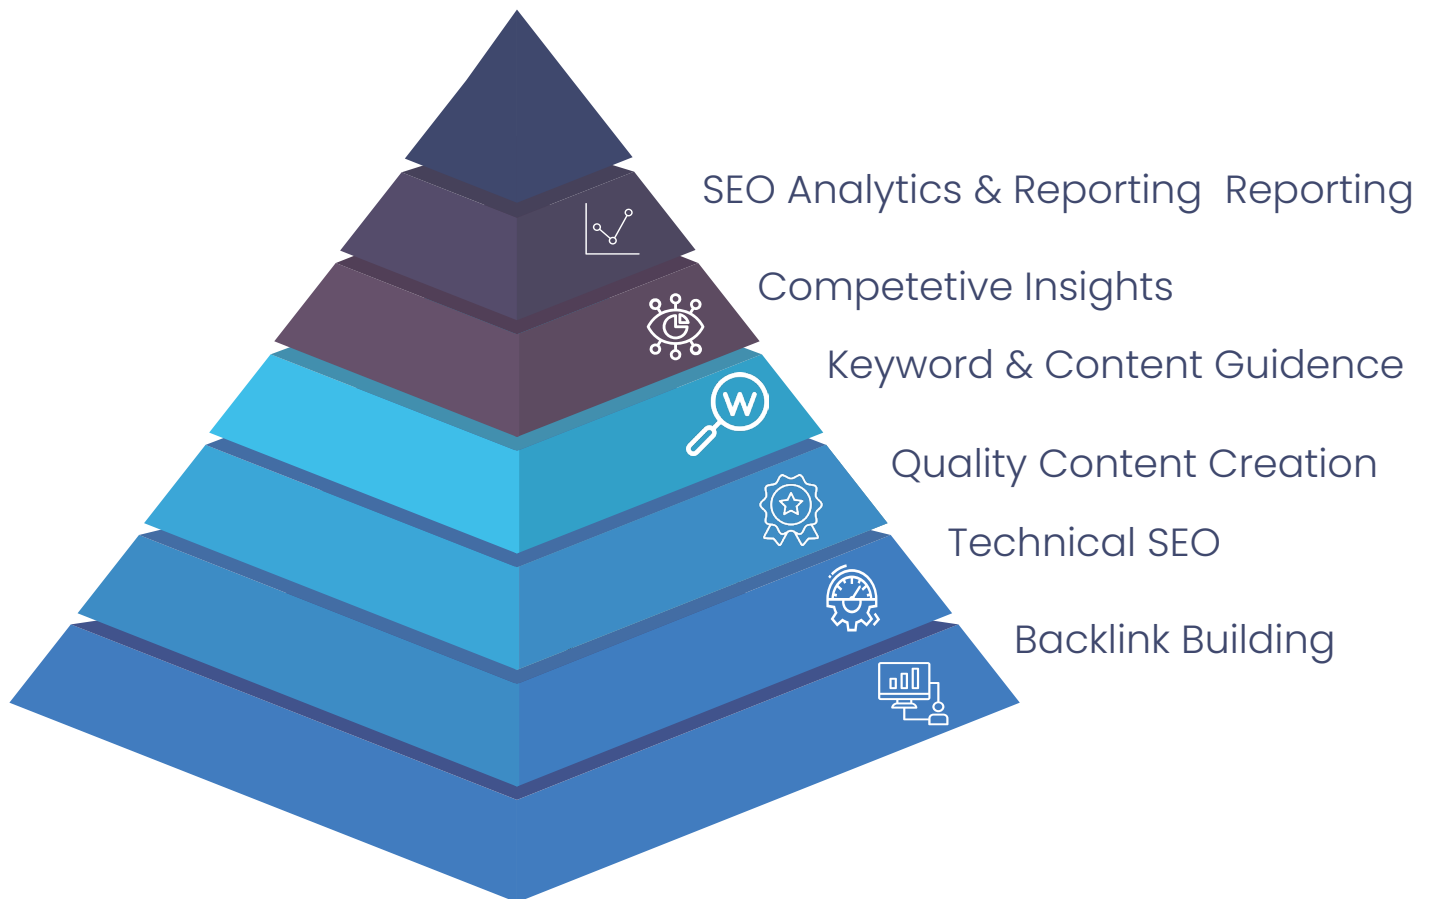 SEO Analytics & Reporting  Reporting
Competetive Insights
Keyword & Content Guidence
W
Quality Content Creation
Technical SEO
Backlink Building